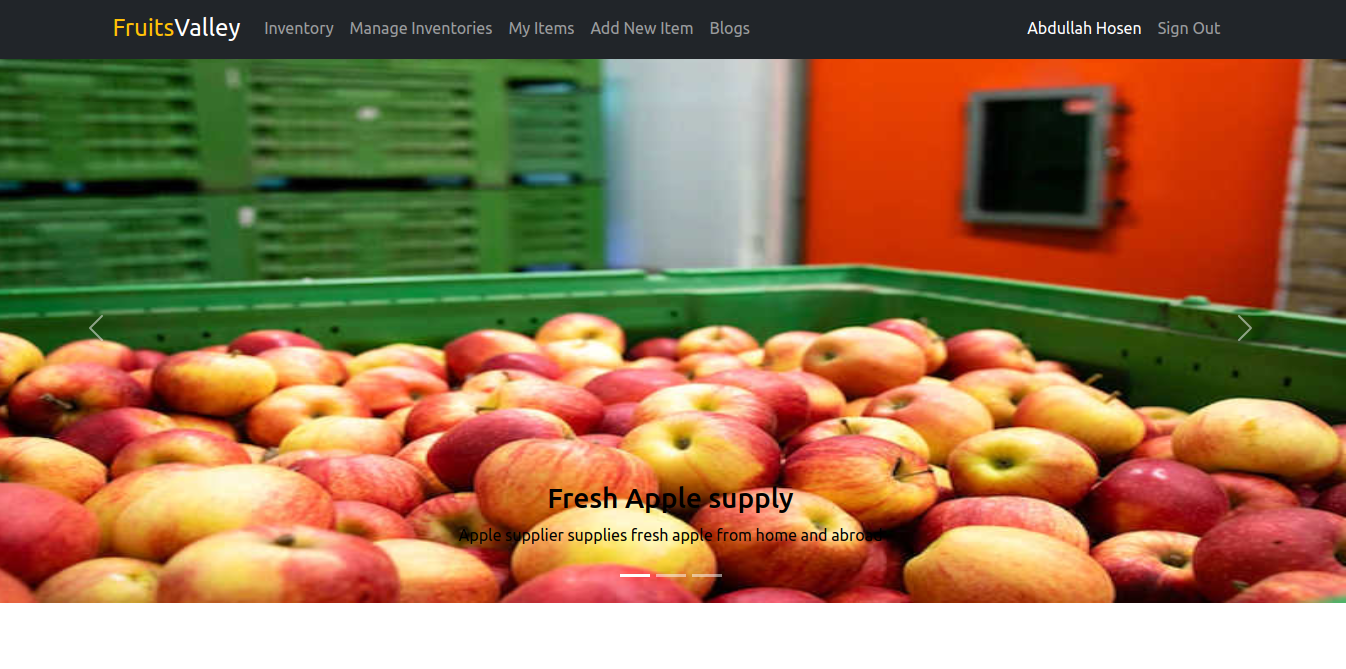 FruitsValley Inventory Manage Inventories My Items Add New Item Blogs Abdullah Hosen Sign Out
Fresh Apple supply
Apple supplier supplies fresh apple from home and abroad